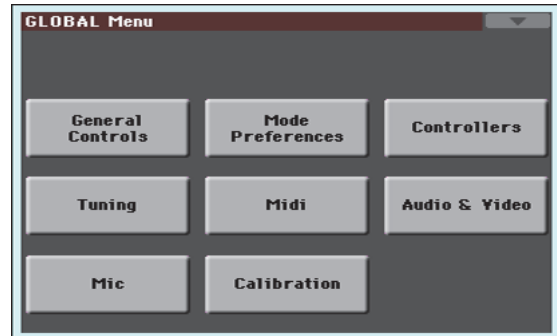 GLOBAL Menu
General
Controls
Mode
Preferences
Controllers
Tuning
Midi
Audio & Video
Mic
Calibration